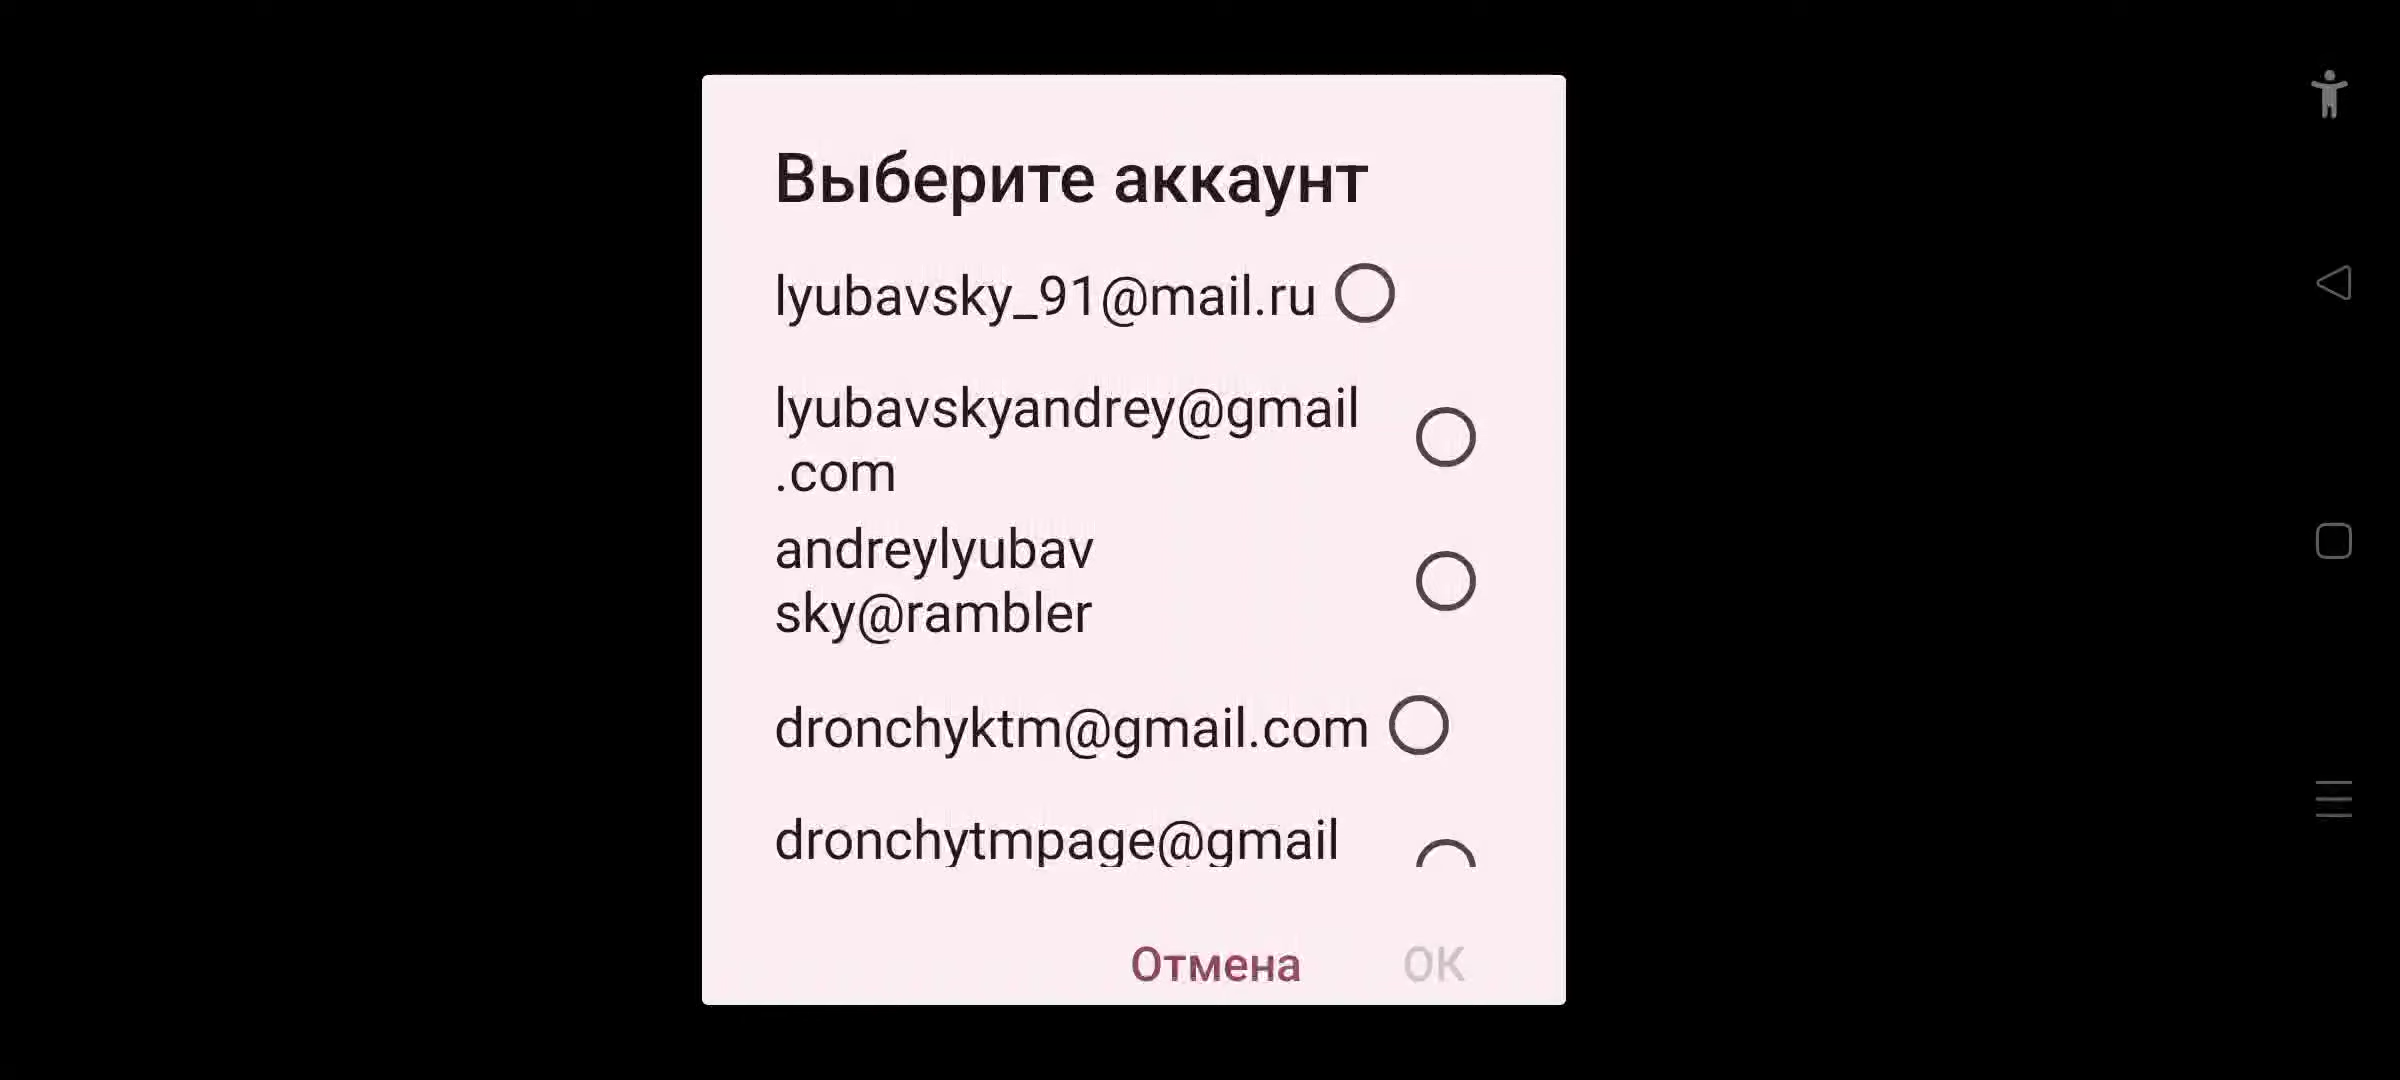 Выберите аккаунт
lyubavsky_91@mail.ru
lyubavskyandrey@gmail
.com
andreylyubav
sky@rambler
dronchyktm@gmail.com
dronchytmpage@gmail
Отмена OK